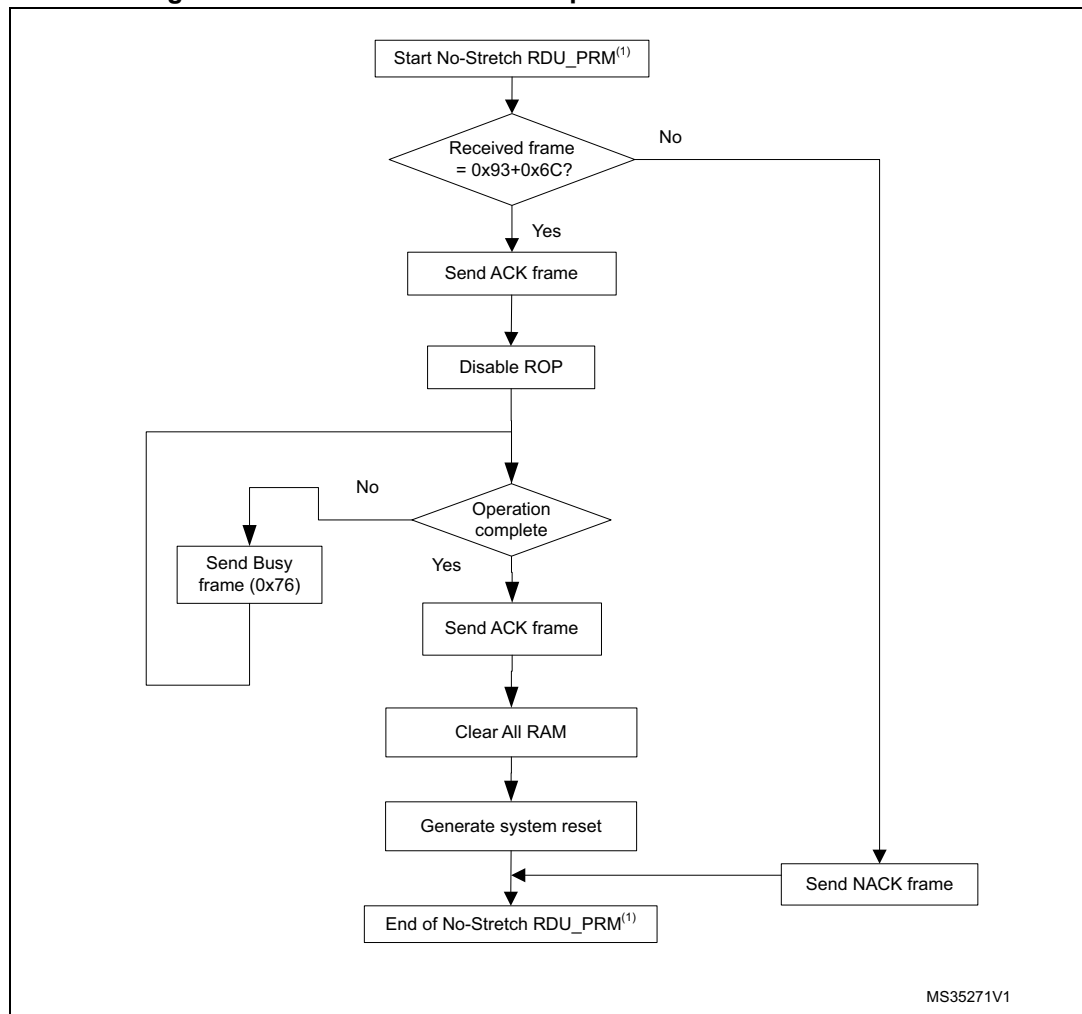 Start No-Stretch RDU_PRM(1)
No
Received frame
= 0x93+0x6C?
Yes
Send ACK frame
Disable ROP
No
Operation
complete
Send Busy
frame (0x76)
Yes
Send ACK frame
Clear All RAM
Generate system reset
Send NACK frame
End of No-Stretch RDU_PRM(1)
MS35271V1